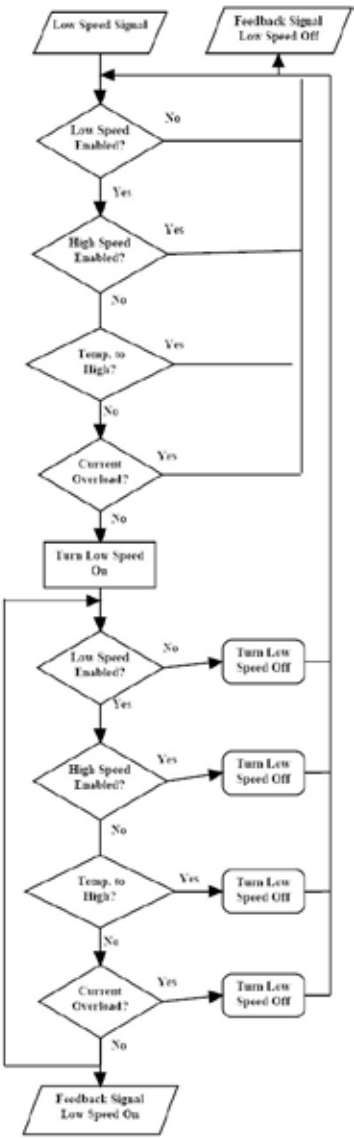 Low Speed Signal
Feedback Signal
Low Speed Off
Low Speed
Enabled?
No
Yes
High Speed
Enabled?
Yes
No
Temp. to
High?
Yes
No
Current
Overload?
Yes
No
Turn Low Speed
On
Low Speed
Enabled?
No
Turn Low
Speed Off
Yes
High Speed
Enabled?
Yes
Turn Low
Speed Off
No
Temp. to
High?
Yes
Turn Low
Speed Off
No
Current
Overload?
Yes
Turn Low
Speed Off
No
Feedback Signal
Low Speed On